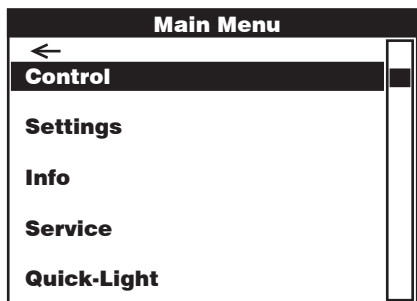 Main Menu
←
Control
Settings
Info
Service
Quick-Light